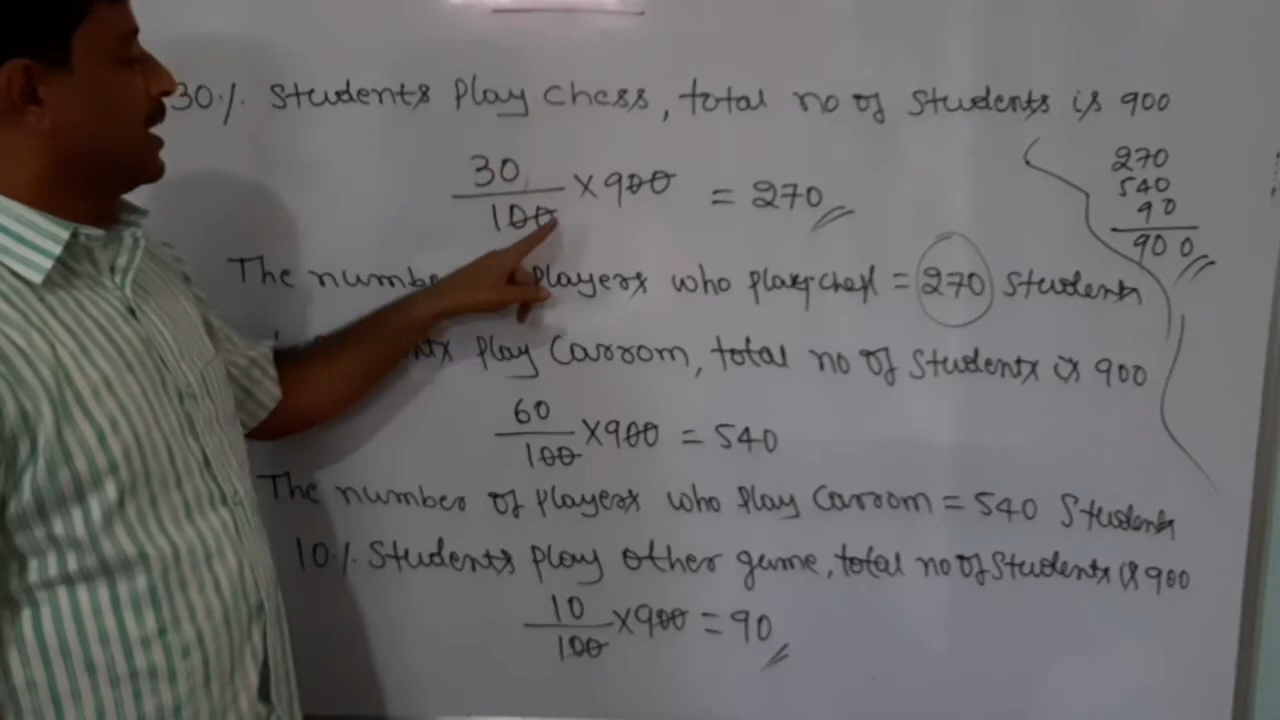 30% Students Play Chess, total no of Students is 900
30/100 × 900 = 270
The number Players who play chess = 270 Students
Play Carrom, total no of Students is 900
60/100 × 900 = 540
The number of Players who Play Carrom = 540 Students
10% Students Play other game, total no of Students is 900
10/100 × 900 = 90
270
540
90
900